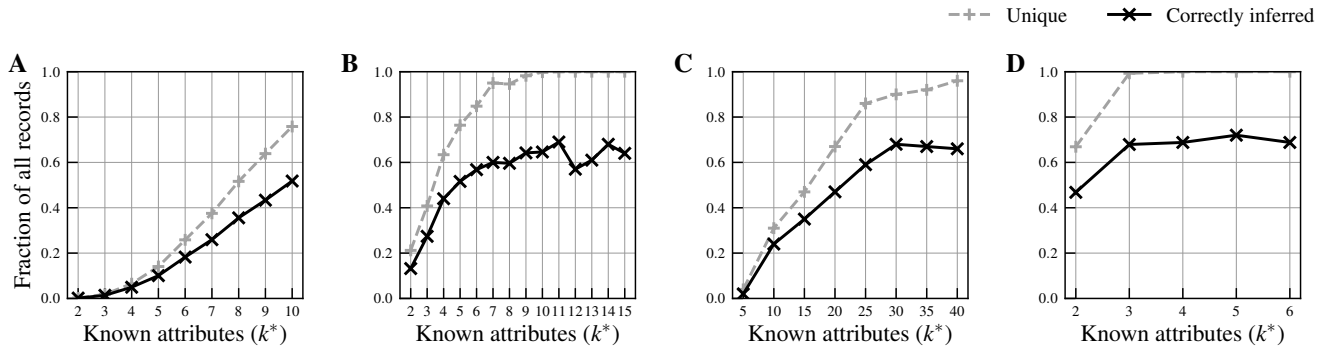 Unique Correctly inferred
A B C D
Fraction of all records
1.0
0.8
0.6
0.4
0.2
0.0
2 3 4 5 6 7 8 9 10
Known attributes (k*)
1.0
0.8
0.6
0.4
0.2
0.0
2 3 4 5 6 7 8 9 10 11 12 13 14 15
Known attributes (k*)
1.0
0.8
0.6
0.4
0.2
0.0
5 10 15 20 25 30 35 40
Known attributes (k*)
1.0
0.8
0.6
0.4
0.2
0.0
2 3 4 5 6
Known attributes (k*)